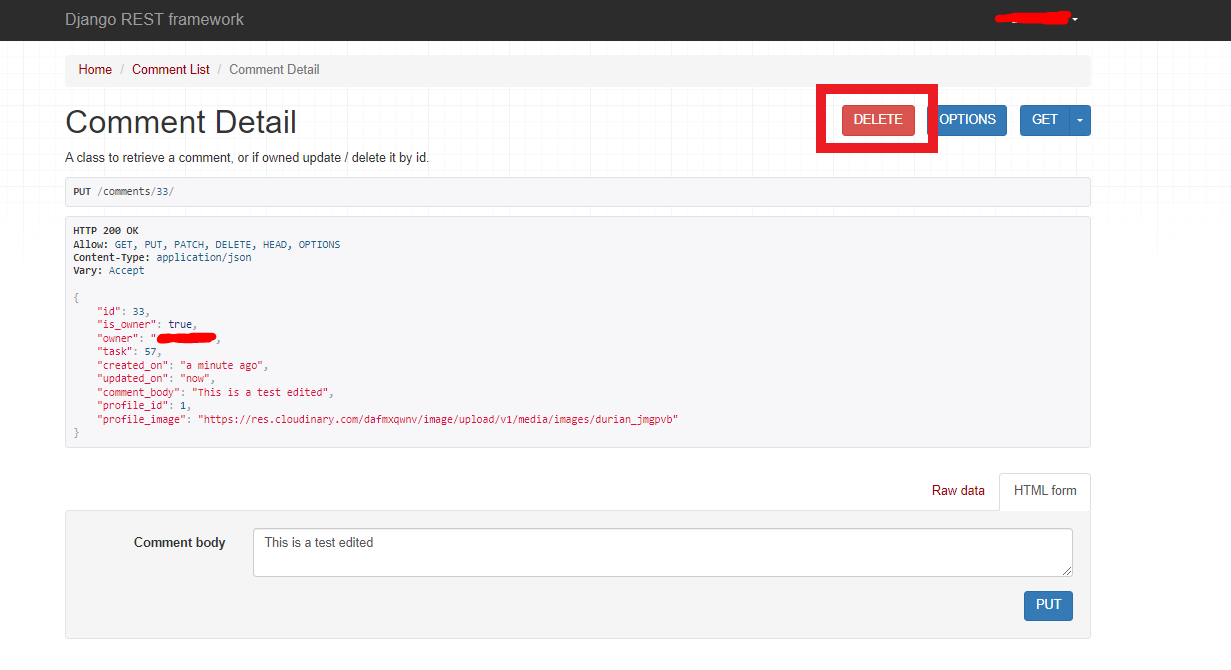 Django REST framework
Home / Comment List / Comment Detail
Comment Detail
DELETE
OPTIONS
GET
A class to retrieve a comment, or if owned update / delete it by id.
PUT /comments/33/
HTTP 200 OK
Allow: GET, PUT, PATCH, DELETE, HEAD, OPTIONS
Content-Type: application/json
Vary: Accept
{
"id": 33,
"is_owner": true,
"owner": "
"task": 57,
"created_on": "a minute ago",
"updated_on": "now",
"comment_body": "This is a test edited",
"profile_id": 1,
"profile_image": "https://res.cloudinary.com/dafmxqwnv/image/upload/v1/media/images/durian_jmgpvb"
}
Raw data
HTML form
Comment body
This is a test edited
PUT